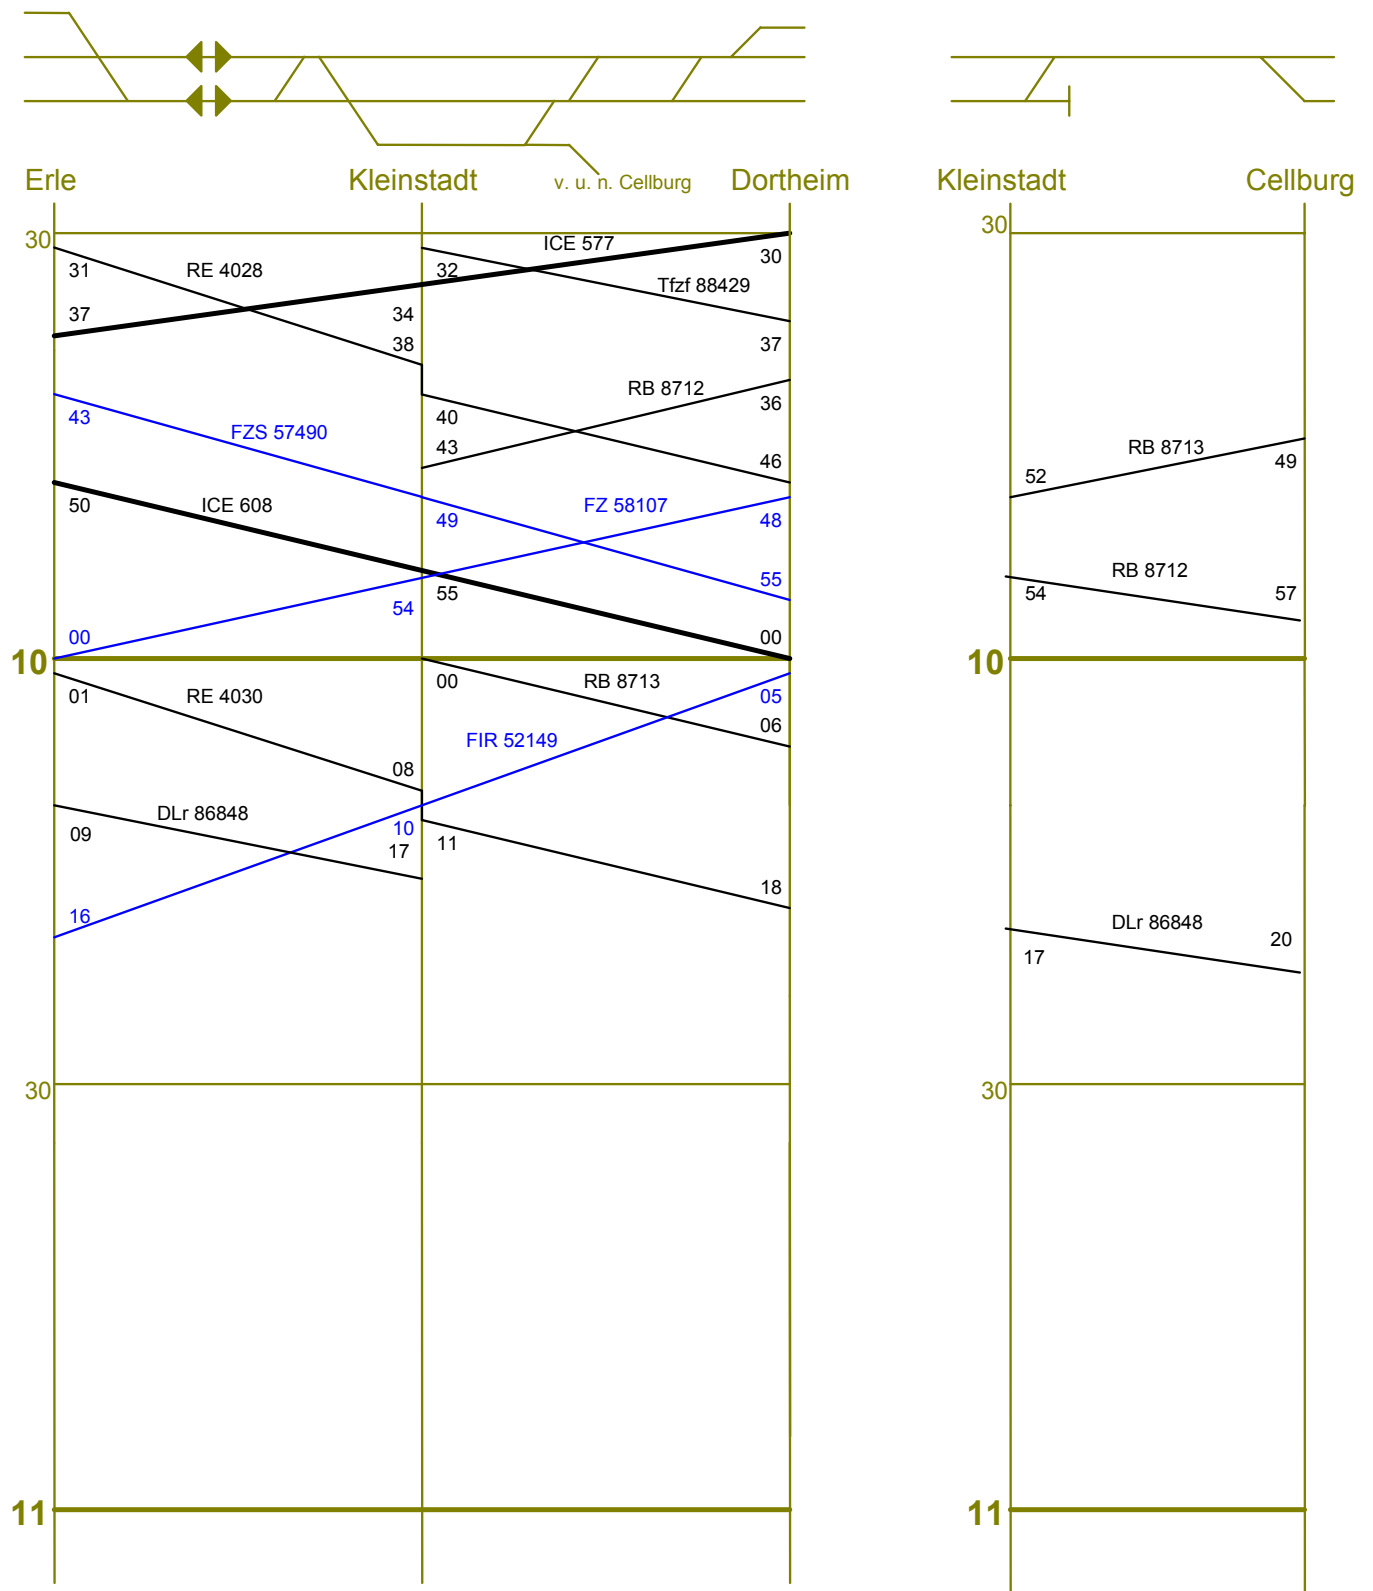 Erle Kleinstadt v. u. n. Cellburg Dortheim Kleinstadt Cellburg
30 ICE 577 30
31 RE 4028 32 30
Tfzf 88429
37 34
38 37
RB 8712
43 40 36
FZS 57490 43 46 RB 8713
50 ICE 608 FZ 58107 52 49
49 48
RB 8712
55
54 55 54 57
00 00
10 10
01 RE 4030 00 RB 8713 05
FIR 52149 06
08
DLr 86848
09 10
17 11
18
16 DLr 86848
17 20
30 30
11 11